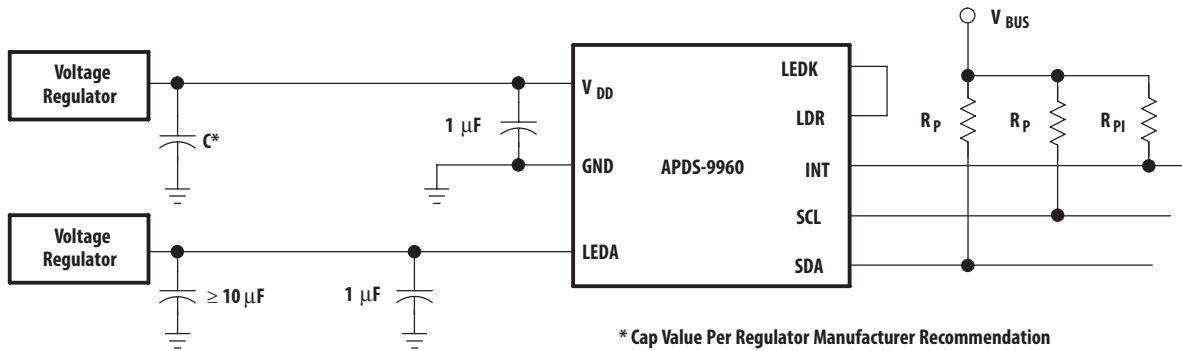 V BUS
Voltage
Regulator
LEDK
V DD
LDR
1 μF
C*
R P
R P
R PI
GND
APDS-9960
INT
SCL
Voltage
Regulator
LEDA
SDA
≥ 10 μF
1 μF
* Cap Value Per Regulator Manufacturer Recommendation